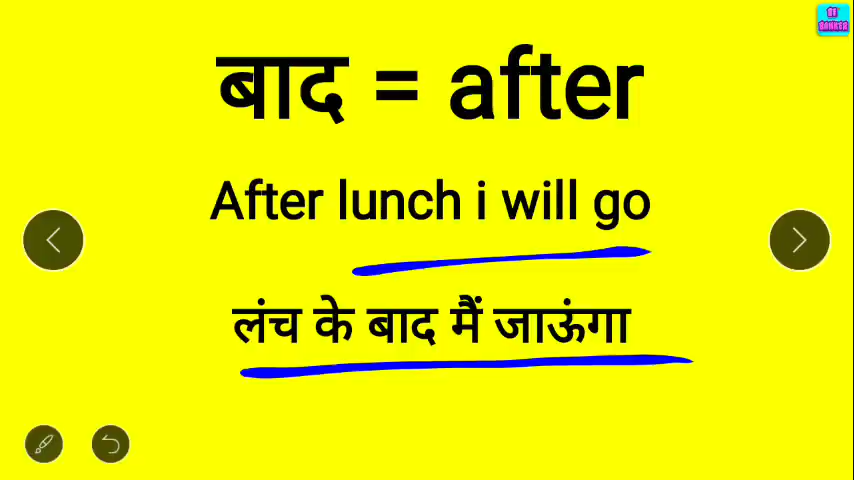 बाद = after
After lunch i will go
लंच के बाद मैं जाऊंगा